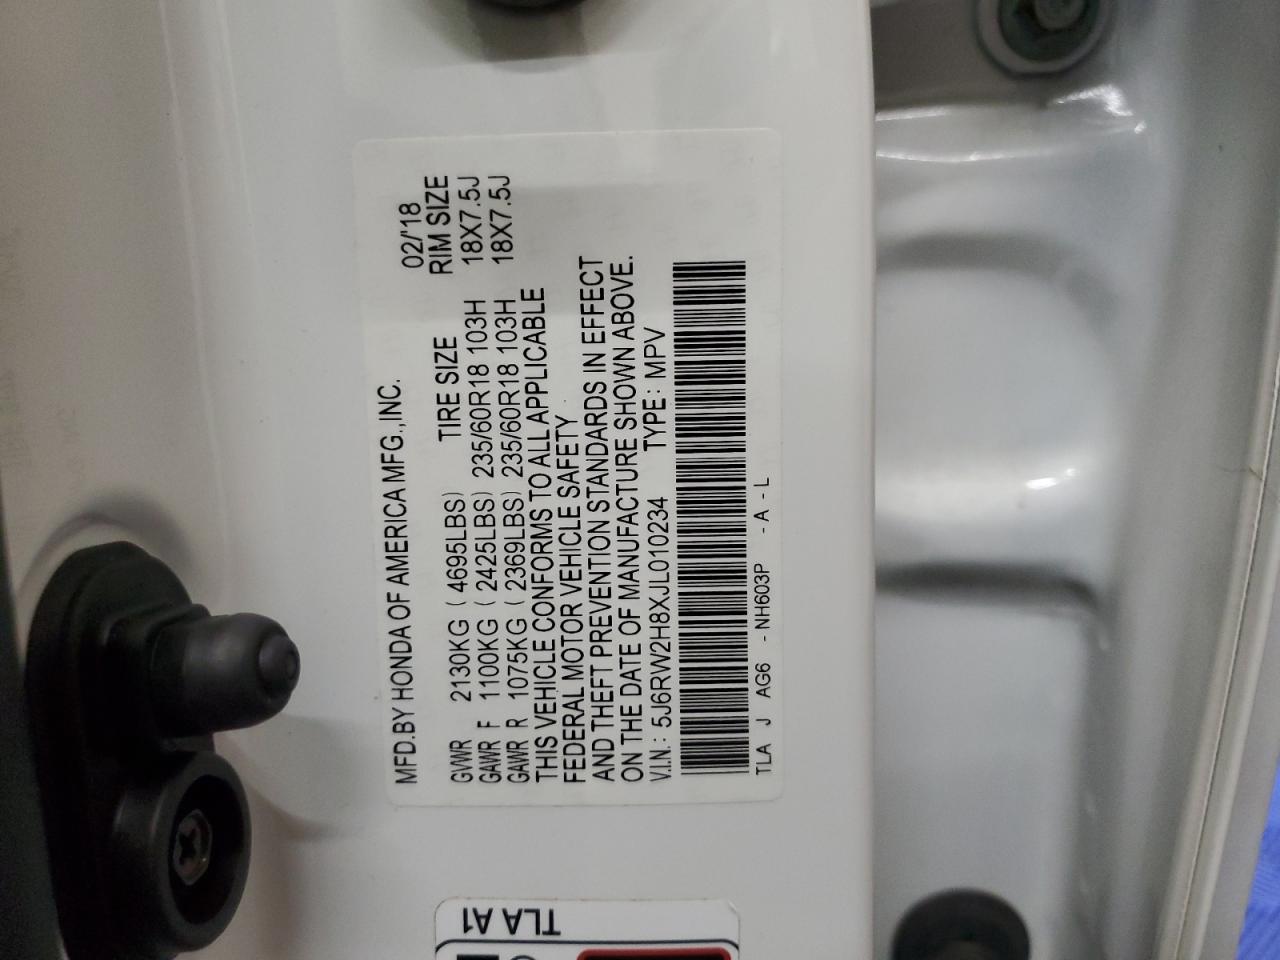 MFD.BY HONDA OF AMERICA MFG.,INC. 02/'18
TIRE SIZE RIM SIZE
GVWR 2130KG ( 4695LBS)
GAWR F 1100KG ( 2425LBS) 235/60R18 103H 18X7.5J
GAWR R 1075KG ( 2369LBS) 235/60R18 103H 18X7.5J
THIS VEHICLE CONFORMS TO ALL APPLICABLE
FEDERAL MOTOR VEHICLE SAFETY
AND THEFT PREVENTION STANDARDS IN EFFECT
ON THE DATE OF MANUFACTURE SHOWN ABOVE.
V.I.N.: 5J6RW2H8XJL010234 TYPE: MPV
TLA J AG6 - NH603P - A - L
TLA A1